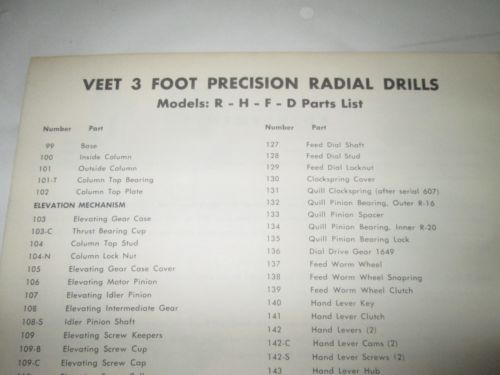 VEET 3 FOOT PRECISION RADIAL DRILLS
Models: R - H - F - D Parts List
Number Part
99 Base
100 Inside Column
101 Outside Column
101-T Column Top Bearing
102 Column Top Plate
ELEVATION MECHANISM
103 Elevating Gear Case
103-C Thrust Bearing Cup
104 Column Top Stud
104-N Column Lock Nut
105 Elevating Gear Case Cover
106 Elevating Motor Pinion
107 Elevating Idler Pinion
108 Elevating Intermediate Gear
108-S Idler Pinion Shaft
109 Elevating Screw Keepers
109-B Elevating Screw Cup
109-C Elevating Screw Cap
Number Part
127 Feed Dial Shaft
128 Feed Dial Stud
129 Feed Dial Locknut
130 Clockspring Cover
131 Quill Clockspring (after serial 607)
132 Quill Pinion Bearing, Outer R-16
133 Quill Pinion Spacer
134 Quill Pinion Bearing, Inner R-20
135 Quill Pinion Bearing Lock
136 Dial Drive Gear 1649
137 Feed Worm Wheel
138 Feed Worm Wheel Snapring
139 Feed Worm Wheel Clutch
140 Hand Lever Key
141 Hand Lever Clutch
142 Hand Levers (2)
142-C Hand Lever Cams (2)
142-S Hand Lever Screws (2)
143 Hand Lever Hub